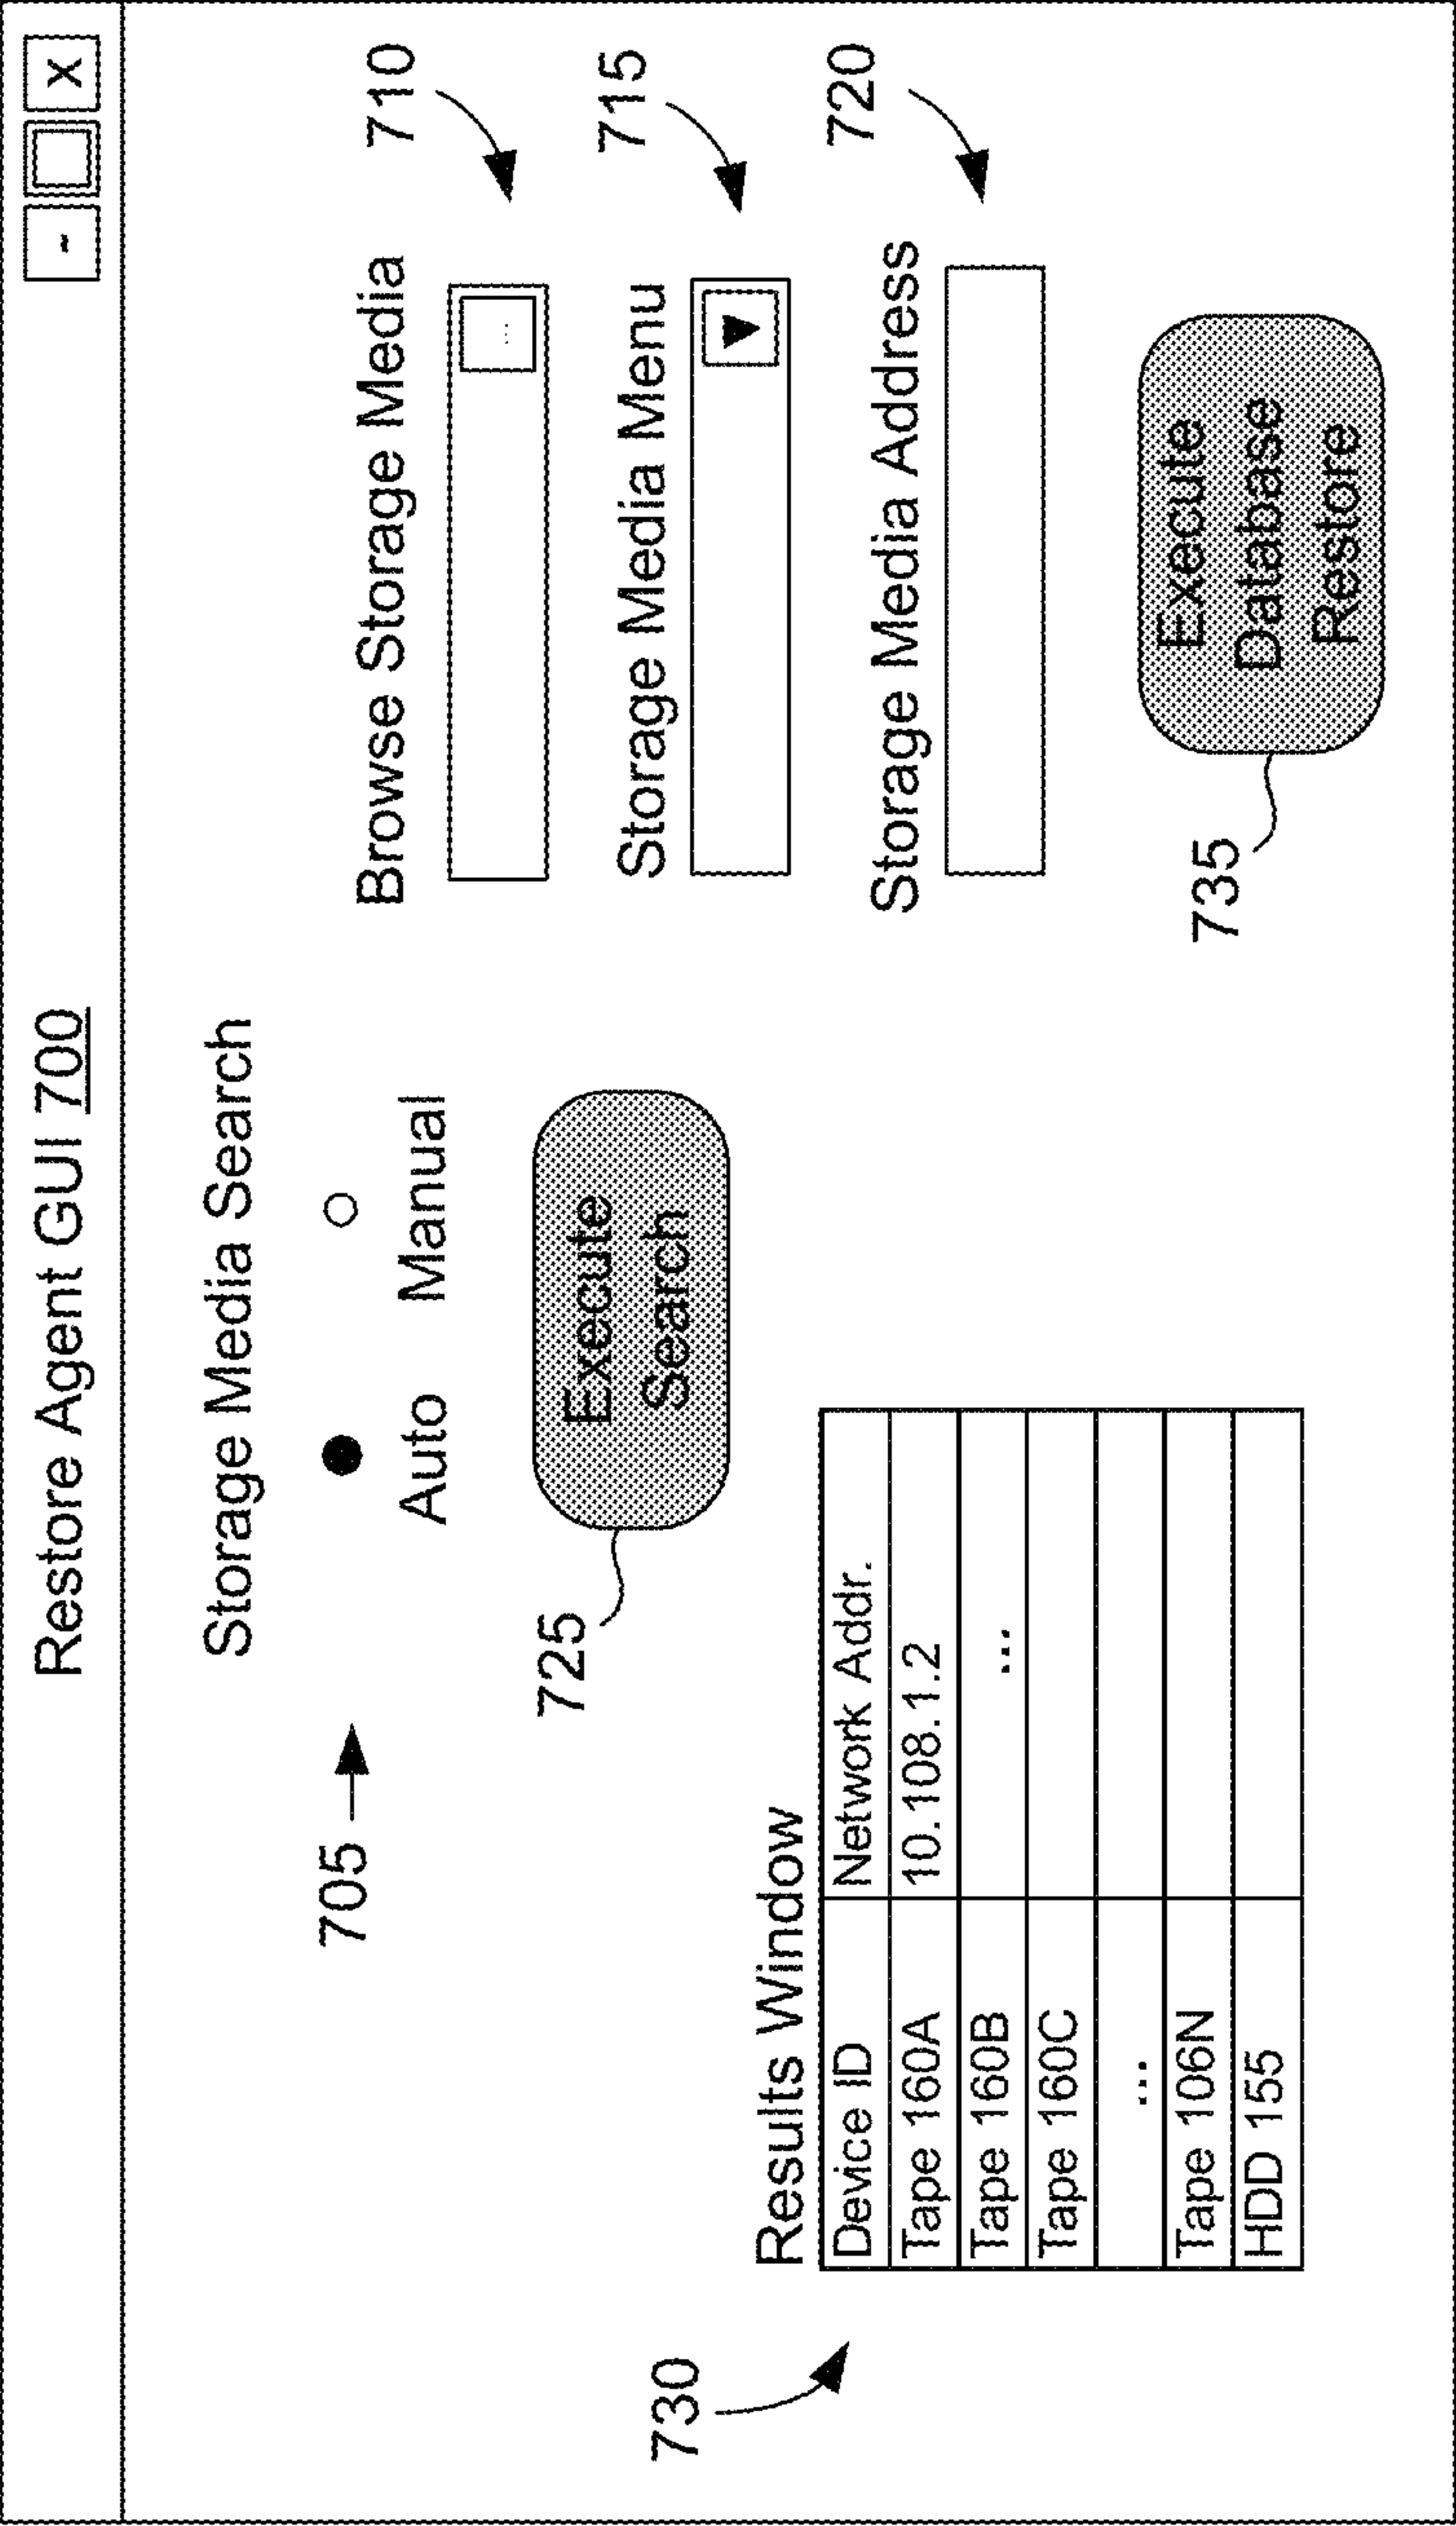 Restore Agent GUI 700
- X
Storage Media Search
705
Auto Manual
725
Execute
Search
Browse Storage Media
710
...
Storage Media Menu
715
Storage Media Address
720
730
Results Window
Device ID Network Addr.
Tape 160A 10.108.1.2
Tape 160B ...
Tape 160C
...
Tape 106N
HDD 155
735
Execute
Database
Restore